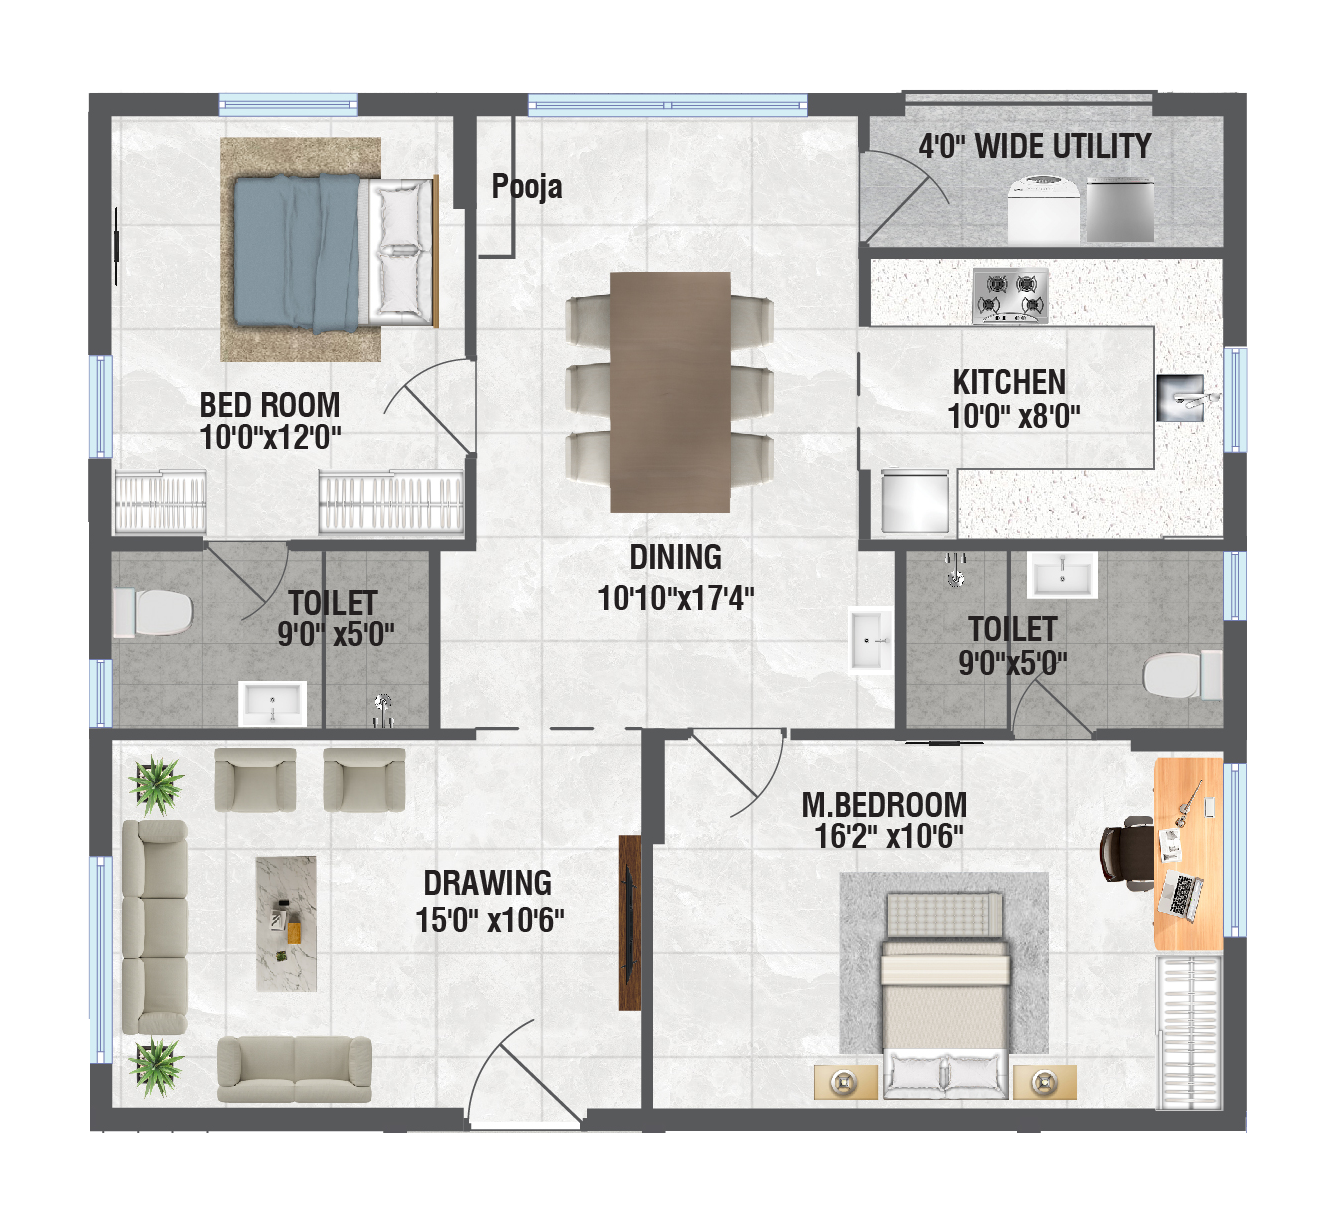 4'0" WIDE UTILITY
Pooja
BED ROOM
10'0"x12'0"
KITCHEN
10'0" x8'0"
DINING
10'10"x17'4"
TOILET
9'0" x5'0"
TOILET
9'0"x5'0"
M.BEDROOM
16'2" x10'6"
DRAWING
15'0" x10'6"